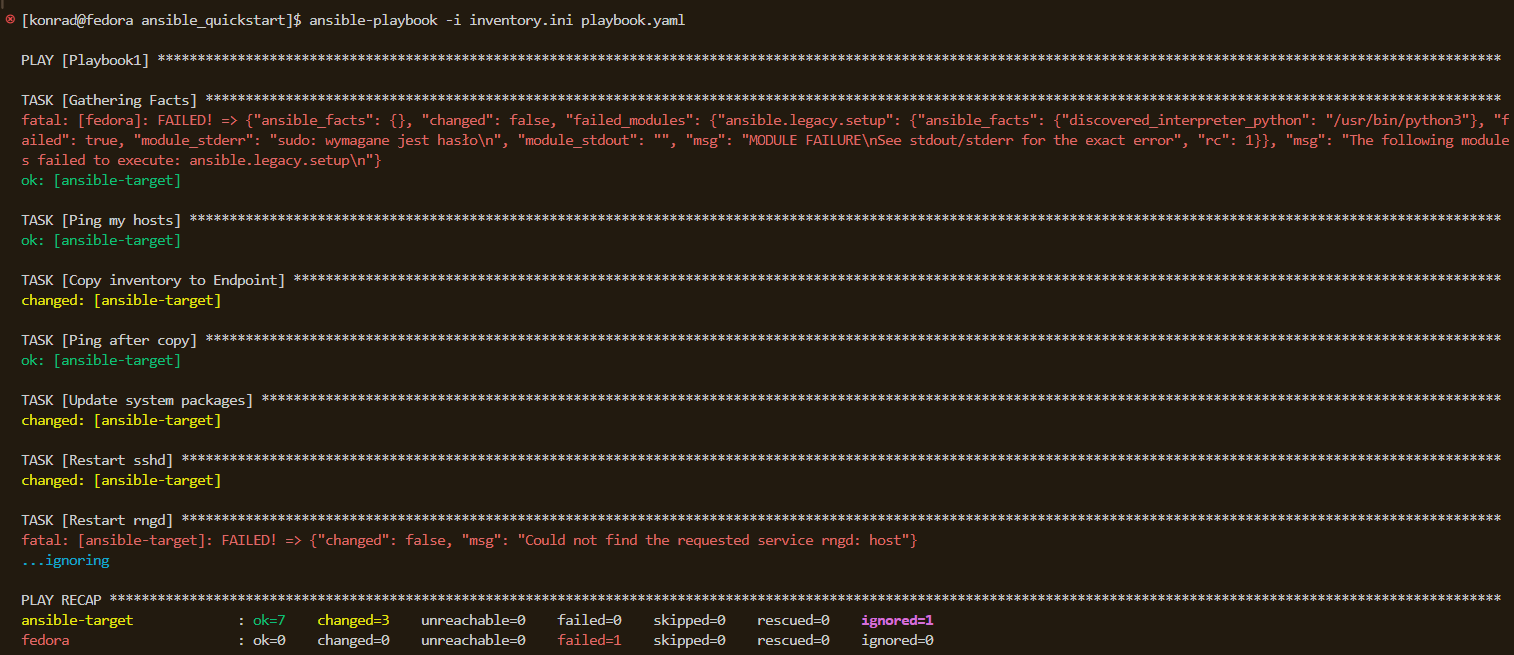 [konrad@fedora ansible_quickstart]$ ansible-playbook -i inventory.ini playbook.yaml
PLAY [Playbook1] ************************************************************************************************************************************************************************
TASK [Gathering Facts] ******************************************************************************************************************************************************************
fatal: [fedora]: FAILED! => {"ansible_facts": {}, "changed": false, "failed_modules": {"ansible.legacy.setup": {"ansible_facts": {"discovered_interpreter_python": "/usr/bin/python3"}, "f
ailed": true, "module_stderr": "sudo: wymagane jest hasło\n", "module_stdout": "", "msg": "MODULE FAILURE\nSee stdout/stderr for the exact error", "rc": 1}}, "msg": "The following module
s failed to execute: ansible.legacy.setup\n"}
ok: [ansible-target]
TASK [Ping my hosts] ********************************************************************************************************************************************************************
ok: [ansible-target]
TASK [Copy inventory to Endpoint] *******************************************************************************************************************************************************
changed: [ansible-target]
TASK [Ping after copy] ******************************************************************************************************************************************************************
ok: [ansible-target]
TASK [Update system packages] ***********************************************************************************************************************************************************
changed: [ansible-target]
TASK [Restart sshd] *********************************************************************************************************************************************************************
changed: [ansible-target]
TASK [Restart rngd] *********************************************************************************************************************************************************************
fatal: [ansible-target]: FAILED! => {"changed": false, "msg": "Could not find the requested service rngd: host"}
...ignoring
PLAY RECAP ******************************************************************************************************************************************************************************
ansible-target : ok=7 changed=3 unreachable=0 failed=0 skipped=0 rescued=0 ignored=1
fedora : ok=0 changed=0 unreachable=0 failed=1 skipped=0 rescued=0 ignored=0